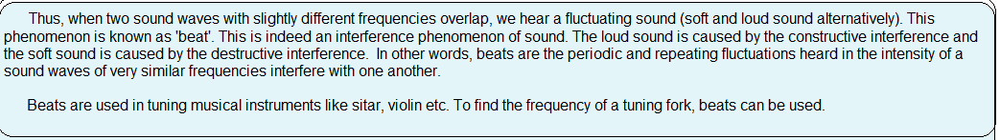 Thus, when two sound waves with slightly different frequencies overlap, we hear a fluctuating sound (soft and loud sound alternatively). This
phenomenon is known as 'beat'. This is indeed an interference phenomenon of sound. The loud sound is caused by the constructive interference and
the soft sound is caused by the destructive interference.  In other words, beats are the periodic and repeating fluctuations heard in the intensity of a
sound waves of very similar frequencies interfere with one another.
Beats are used in tuning musical instruments like sitar, violin etc. To find the frequency of a tuning fork, beats can be used.